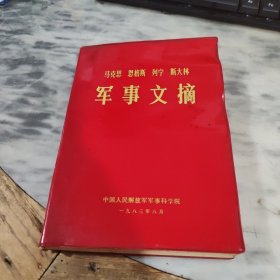 马克思 恩格斯 列宁 斯大林
军事文摘
中国人民解放军军事科学院
一九八三年八月